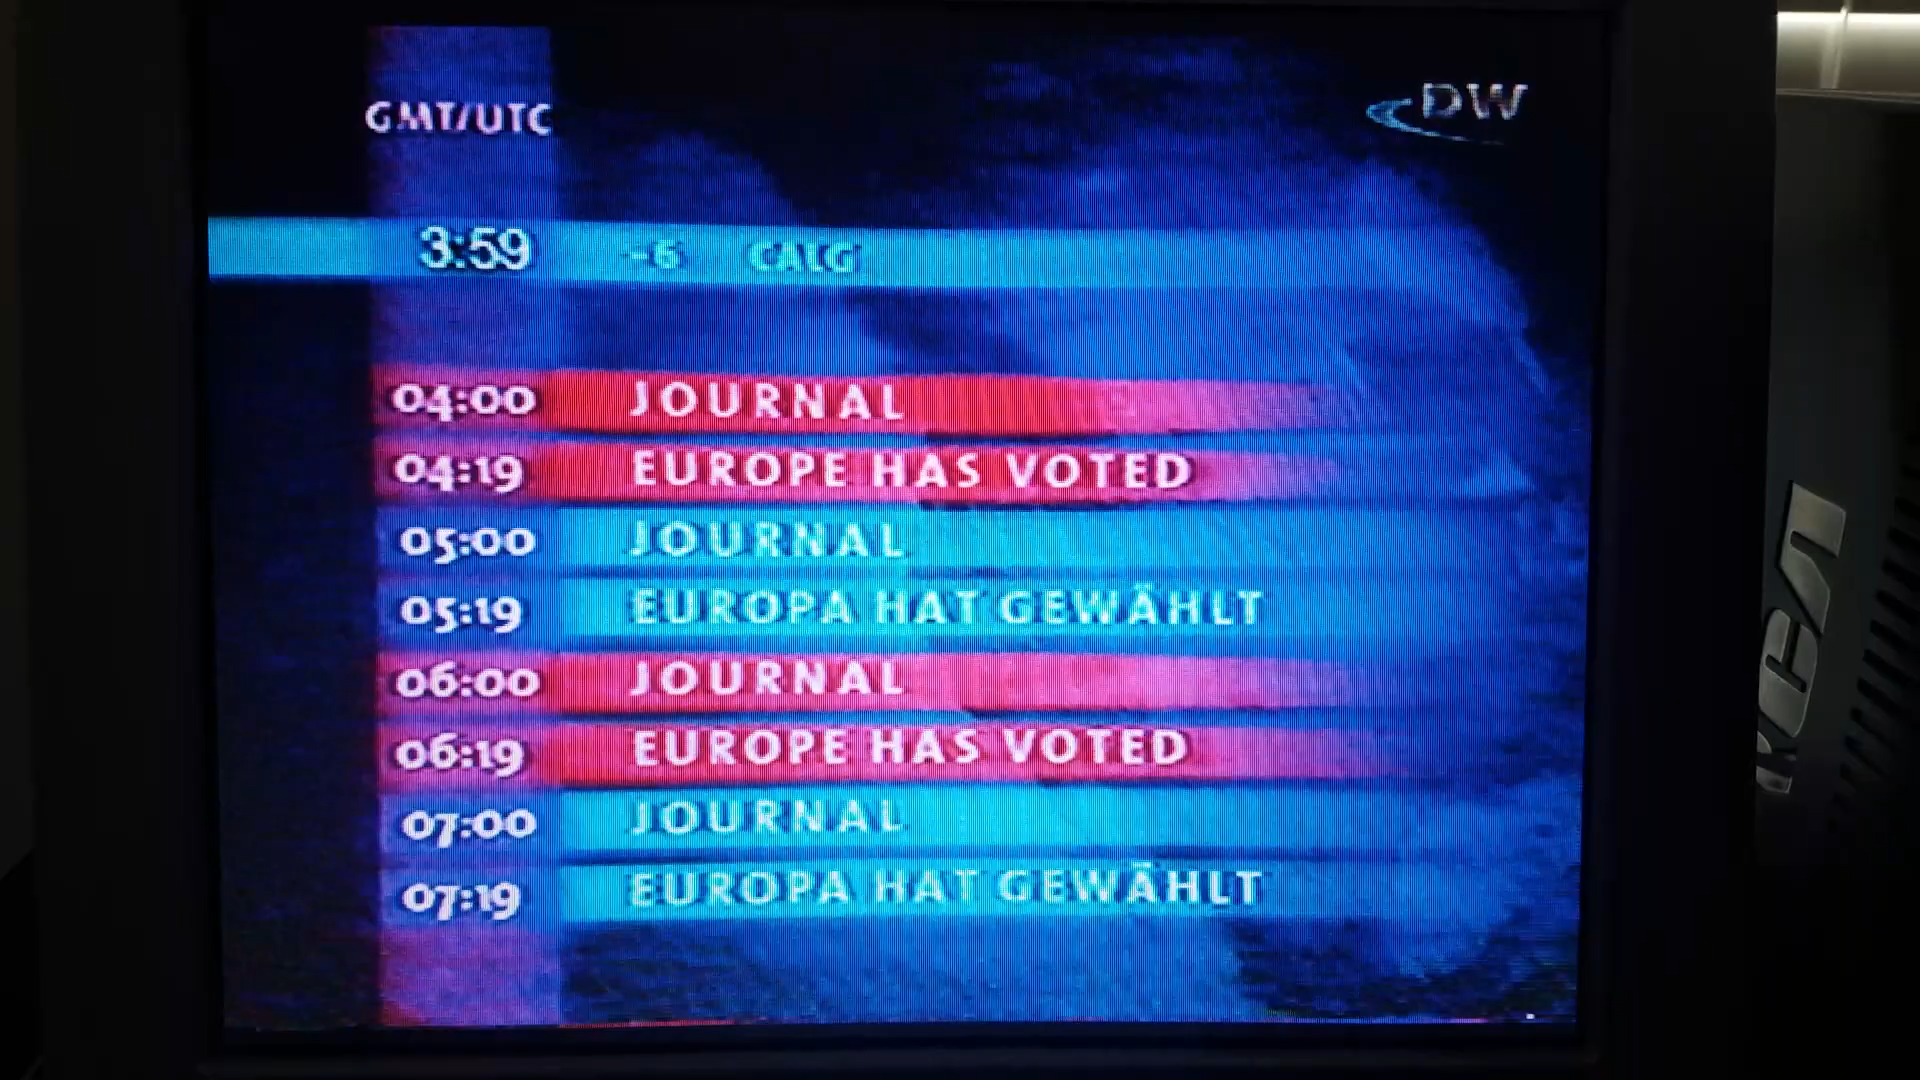 GMT/UTC
DW
3:59 -6 CALG
04:00 JOURNAL
04:19 EUROPE HAS VOTED
05:00 JOURNAL
05:19 EUROPA HAT GEWÄHLT
06:00 JOURNAL
06:19 EUROPE HAS VOTED
07:00 JOURNAL
07:19 EUROPA HAT GEWÄHLT